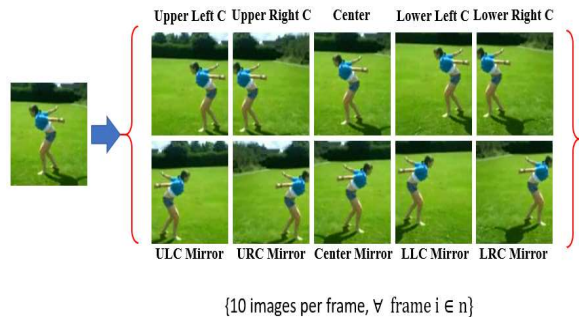 Upper Left C Upper Right C Center Lower Left C Lower Right C
ULC Mirror URC Mirror Center Mirror LLC Mirror LRC Mirror
{10 images per frame, ∀ frame i ∈ n}